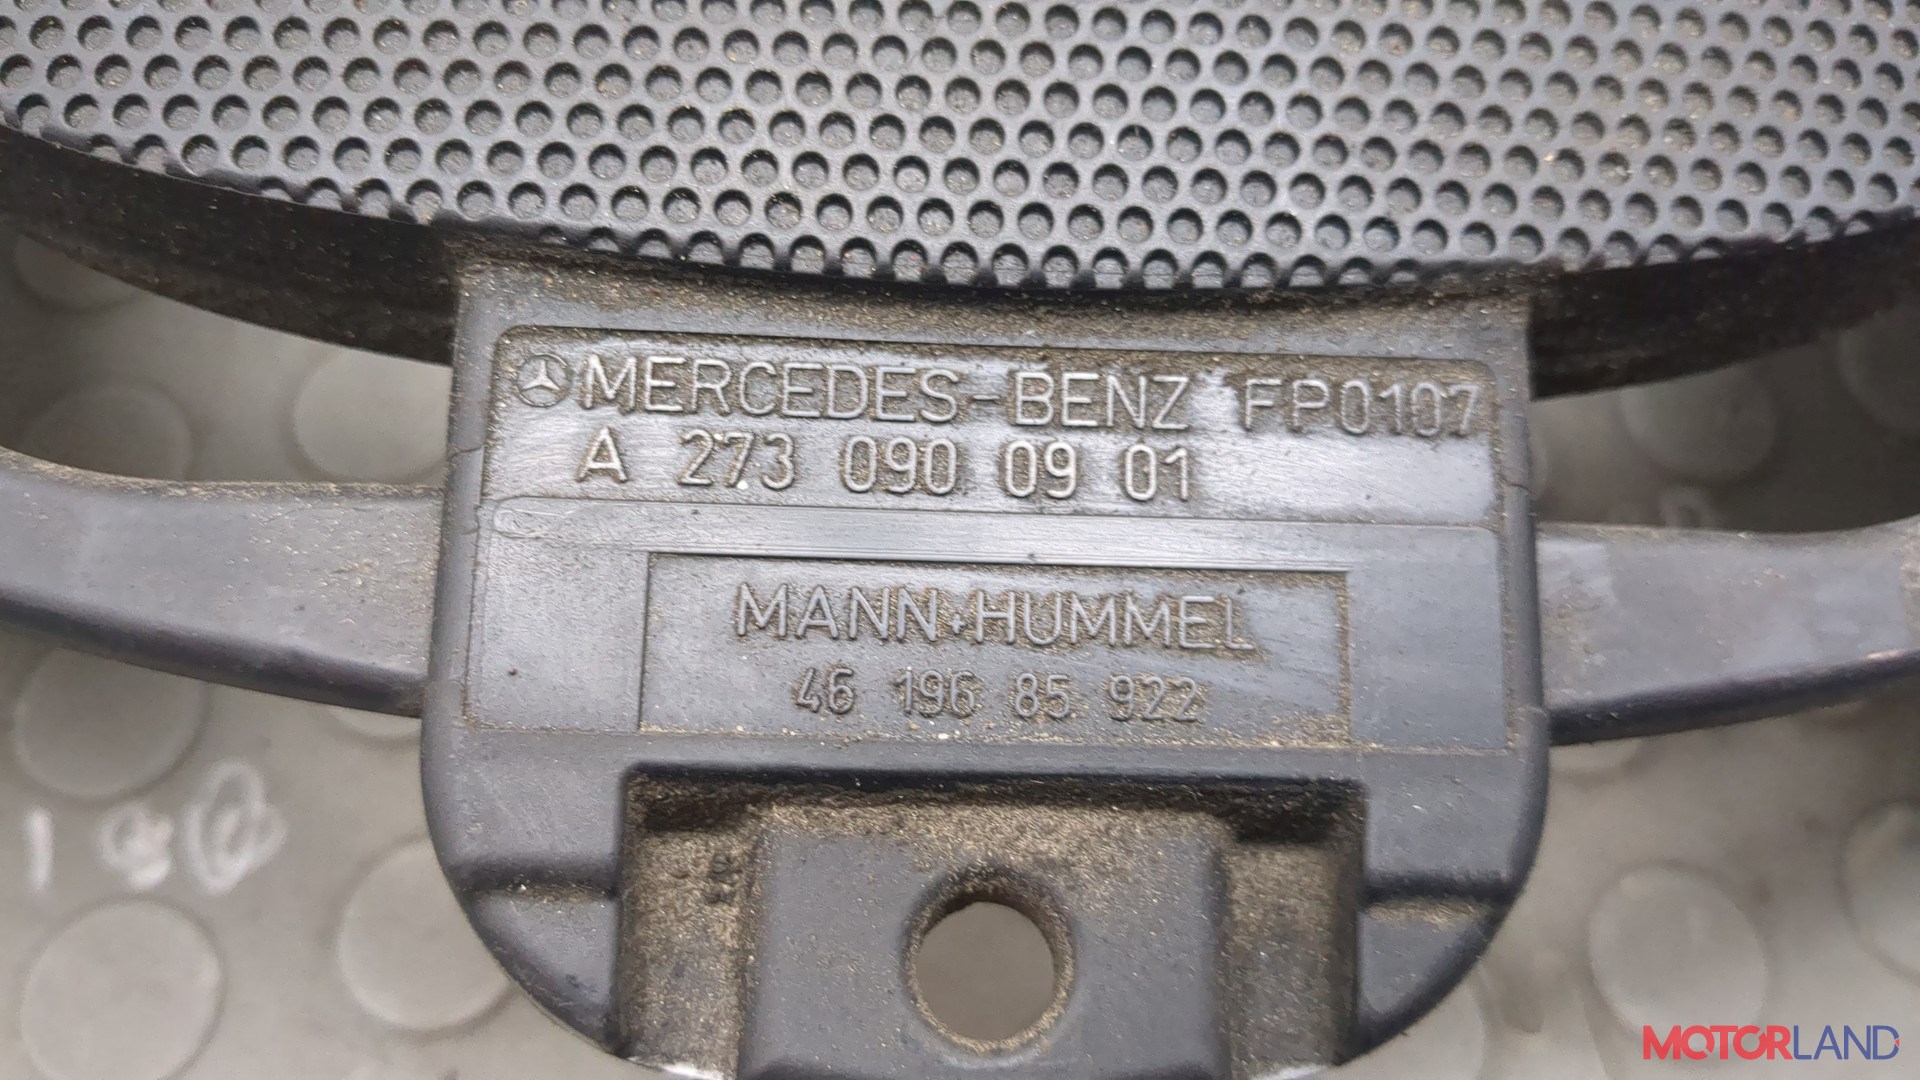 MERCEDES-BENZ FP0107
A 273 090 09 01
MANN+HUMMEL
46 196 85 922
MOTORLAND